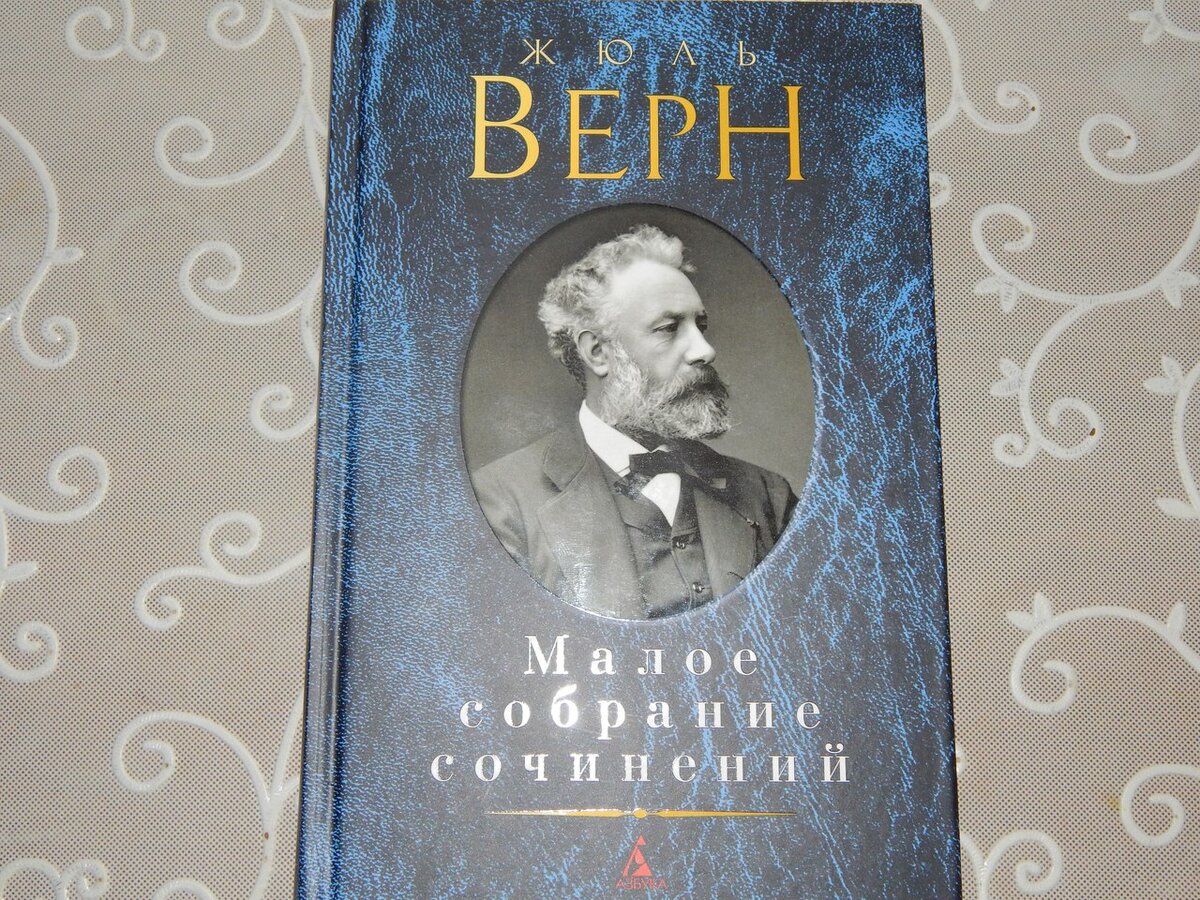 ЖЮЛЬ
ВЕРН
Малое
собрание
сочинений
АЗБУКА